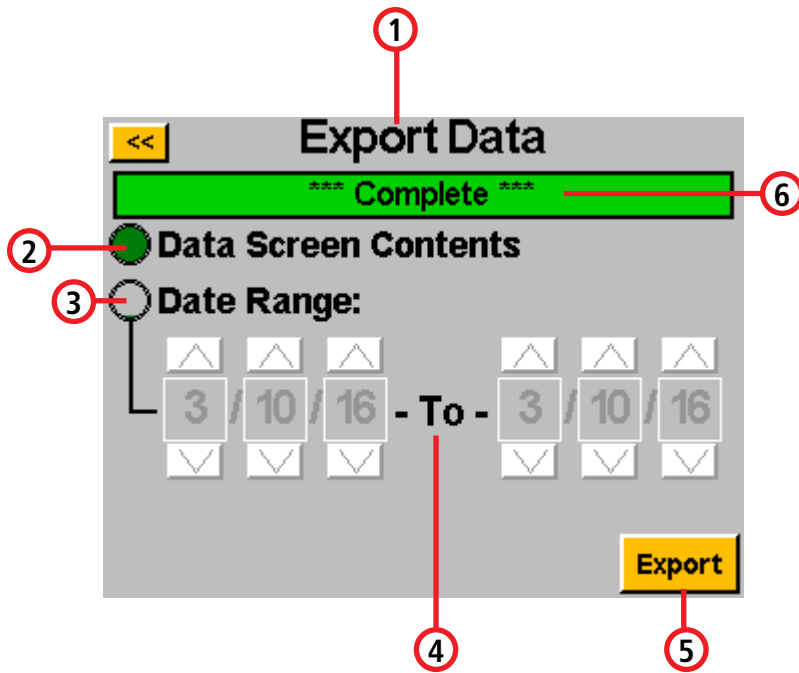 1
<< Export Data
*** Complete ***
6
2
Data Screen Contents
3
Date Range:
3 / 10 / 16 - To - 3 / 10 / 16
Export
4
5